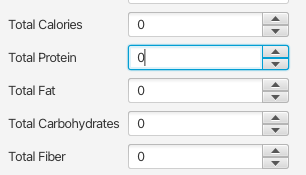 Total Calories 0
Total Protein 0
Total Fat 0
Total Carbohydrates 0
Total Fiber 0